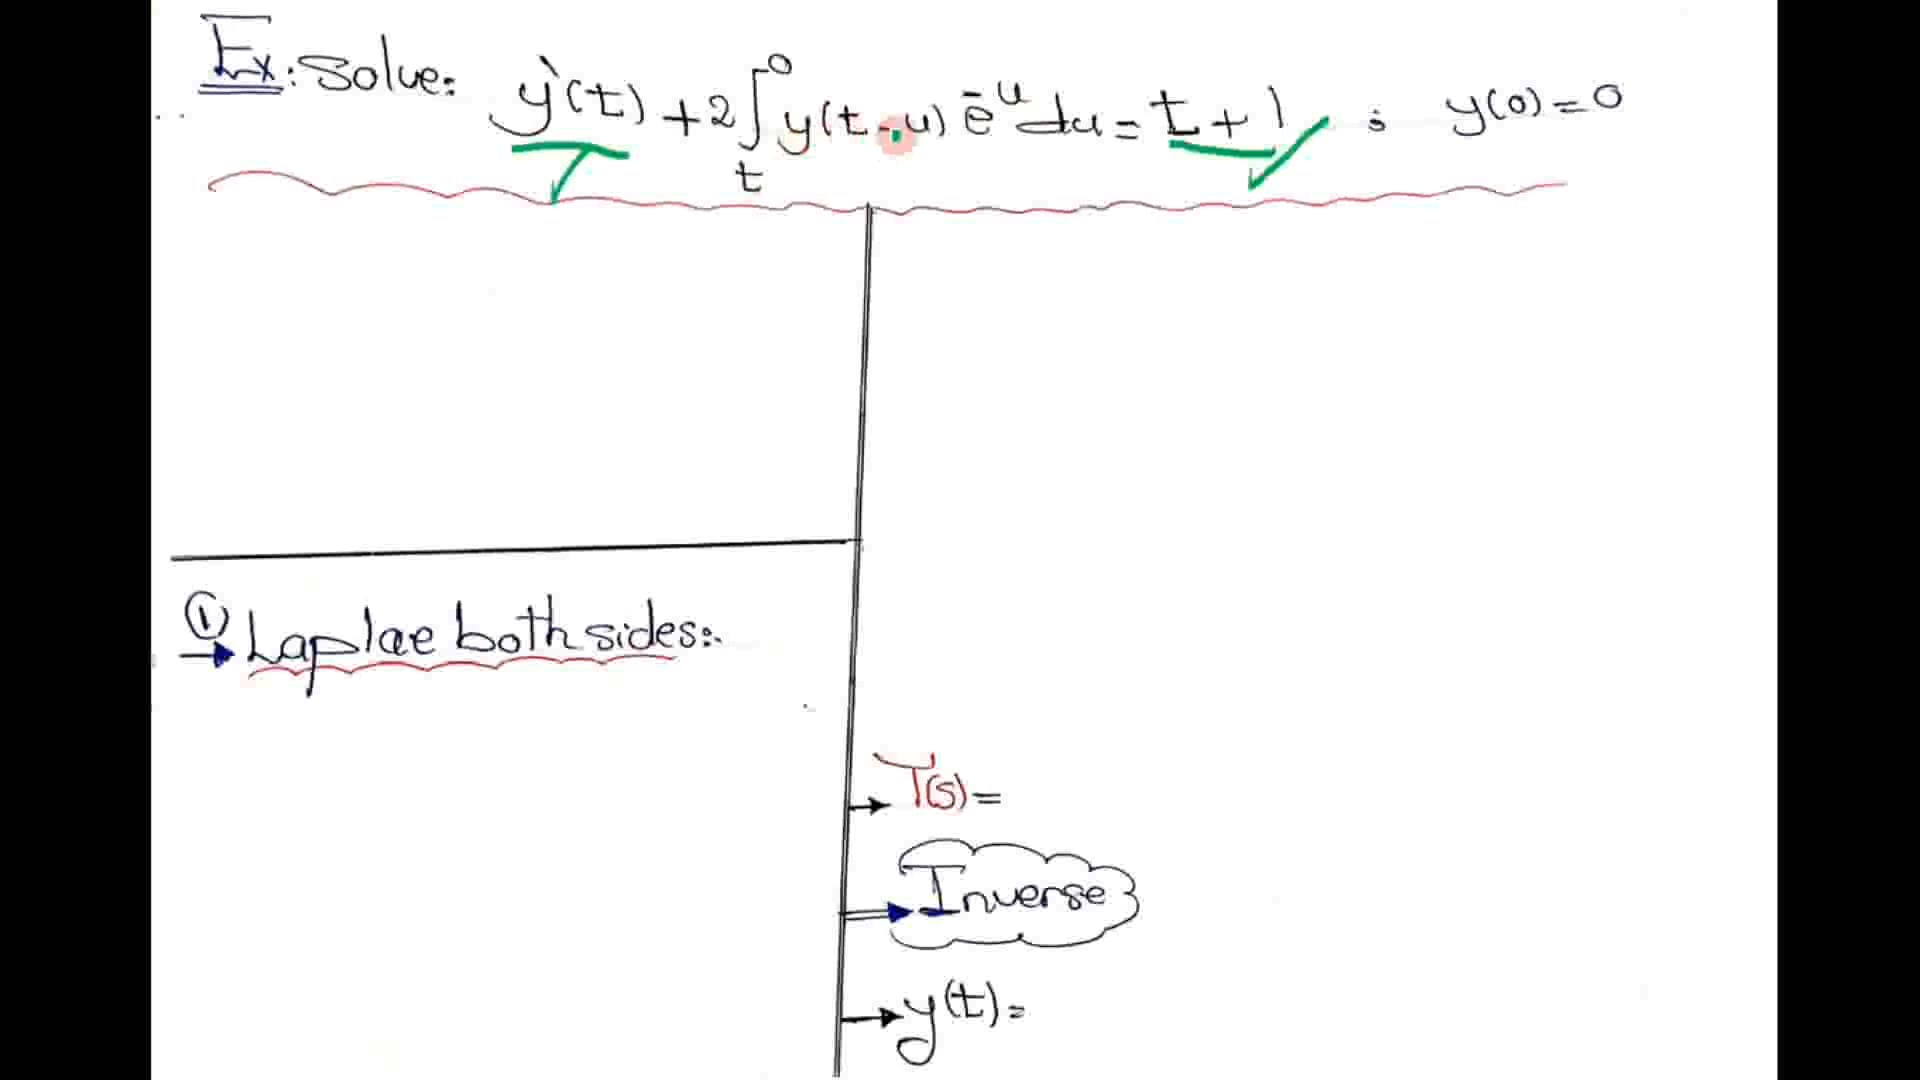 Ex: Solve: y`(t) + 2 ∫_t^0 y(t-u) e^-u du = t + 1 ; y(0) = 0
① Laplae both sides:
T(s) =
Inverse
y(t) =